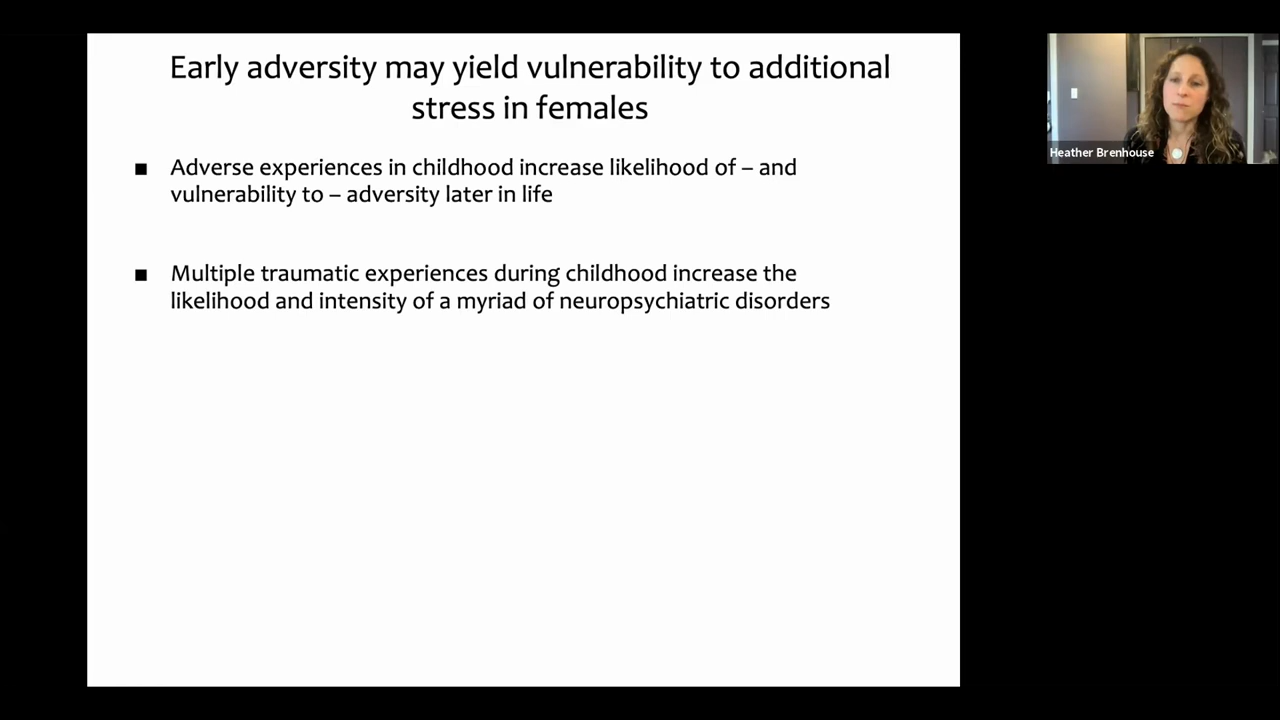 Early adversity may yield vulnerability to additional
stress in females
■ Adverse experiences in childhood increase likelihood of – and
vulnerability to – adversity later in life
■ Multiple traumatic experiences during childhood increase the
likelihood and intensity of a myriad of neuropsychiatric disorders
Heather Brenhouse